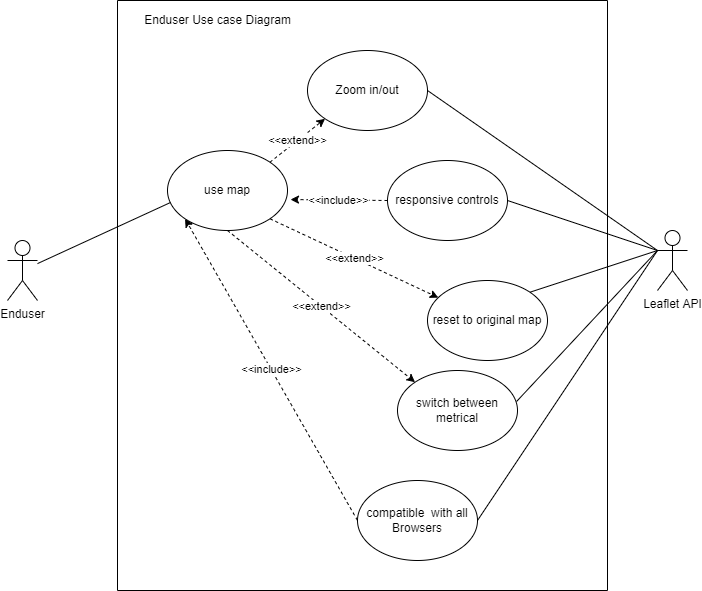 Enduser Use case Diagram
Zoom in/out
<<extend>>
use map
<<include>>
responsive controls
<<extend>>
Enduser
Leaflet API
<<extend>>
reset to original map
<<include>>
switch between
metrical
compatible with all
Browsers